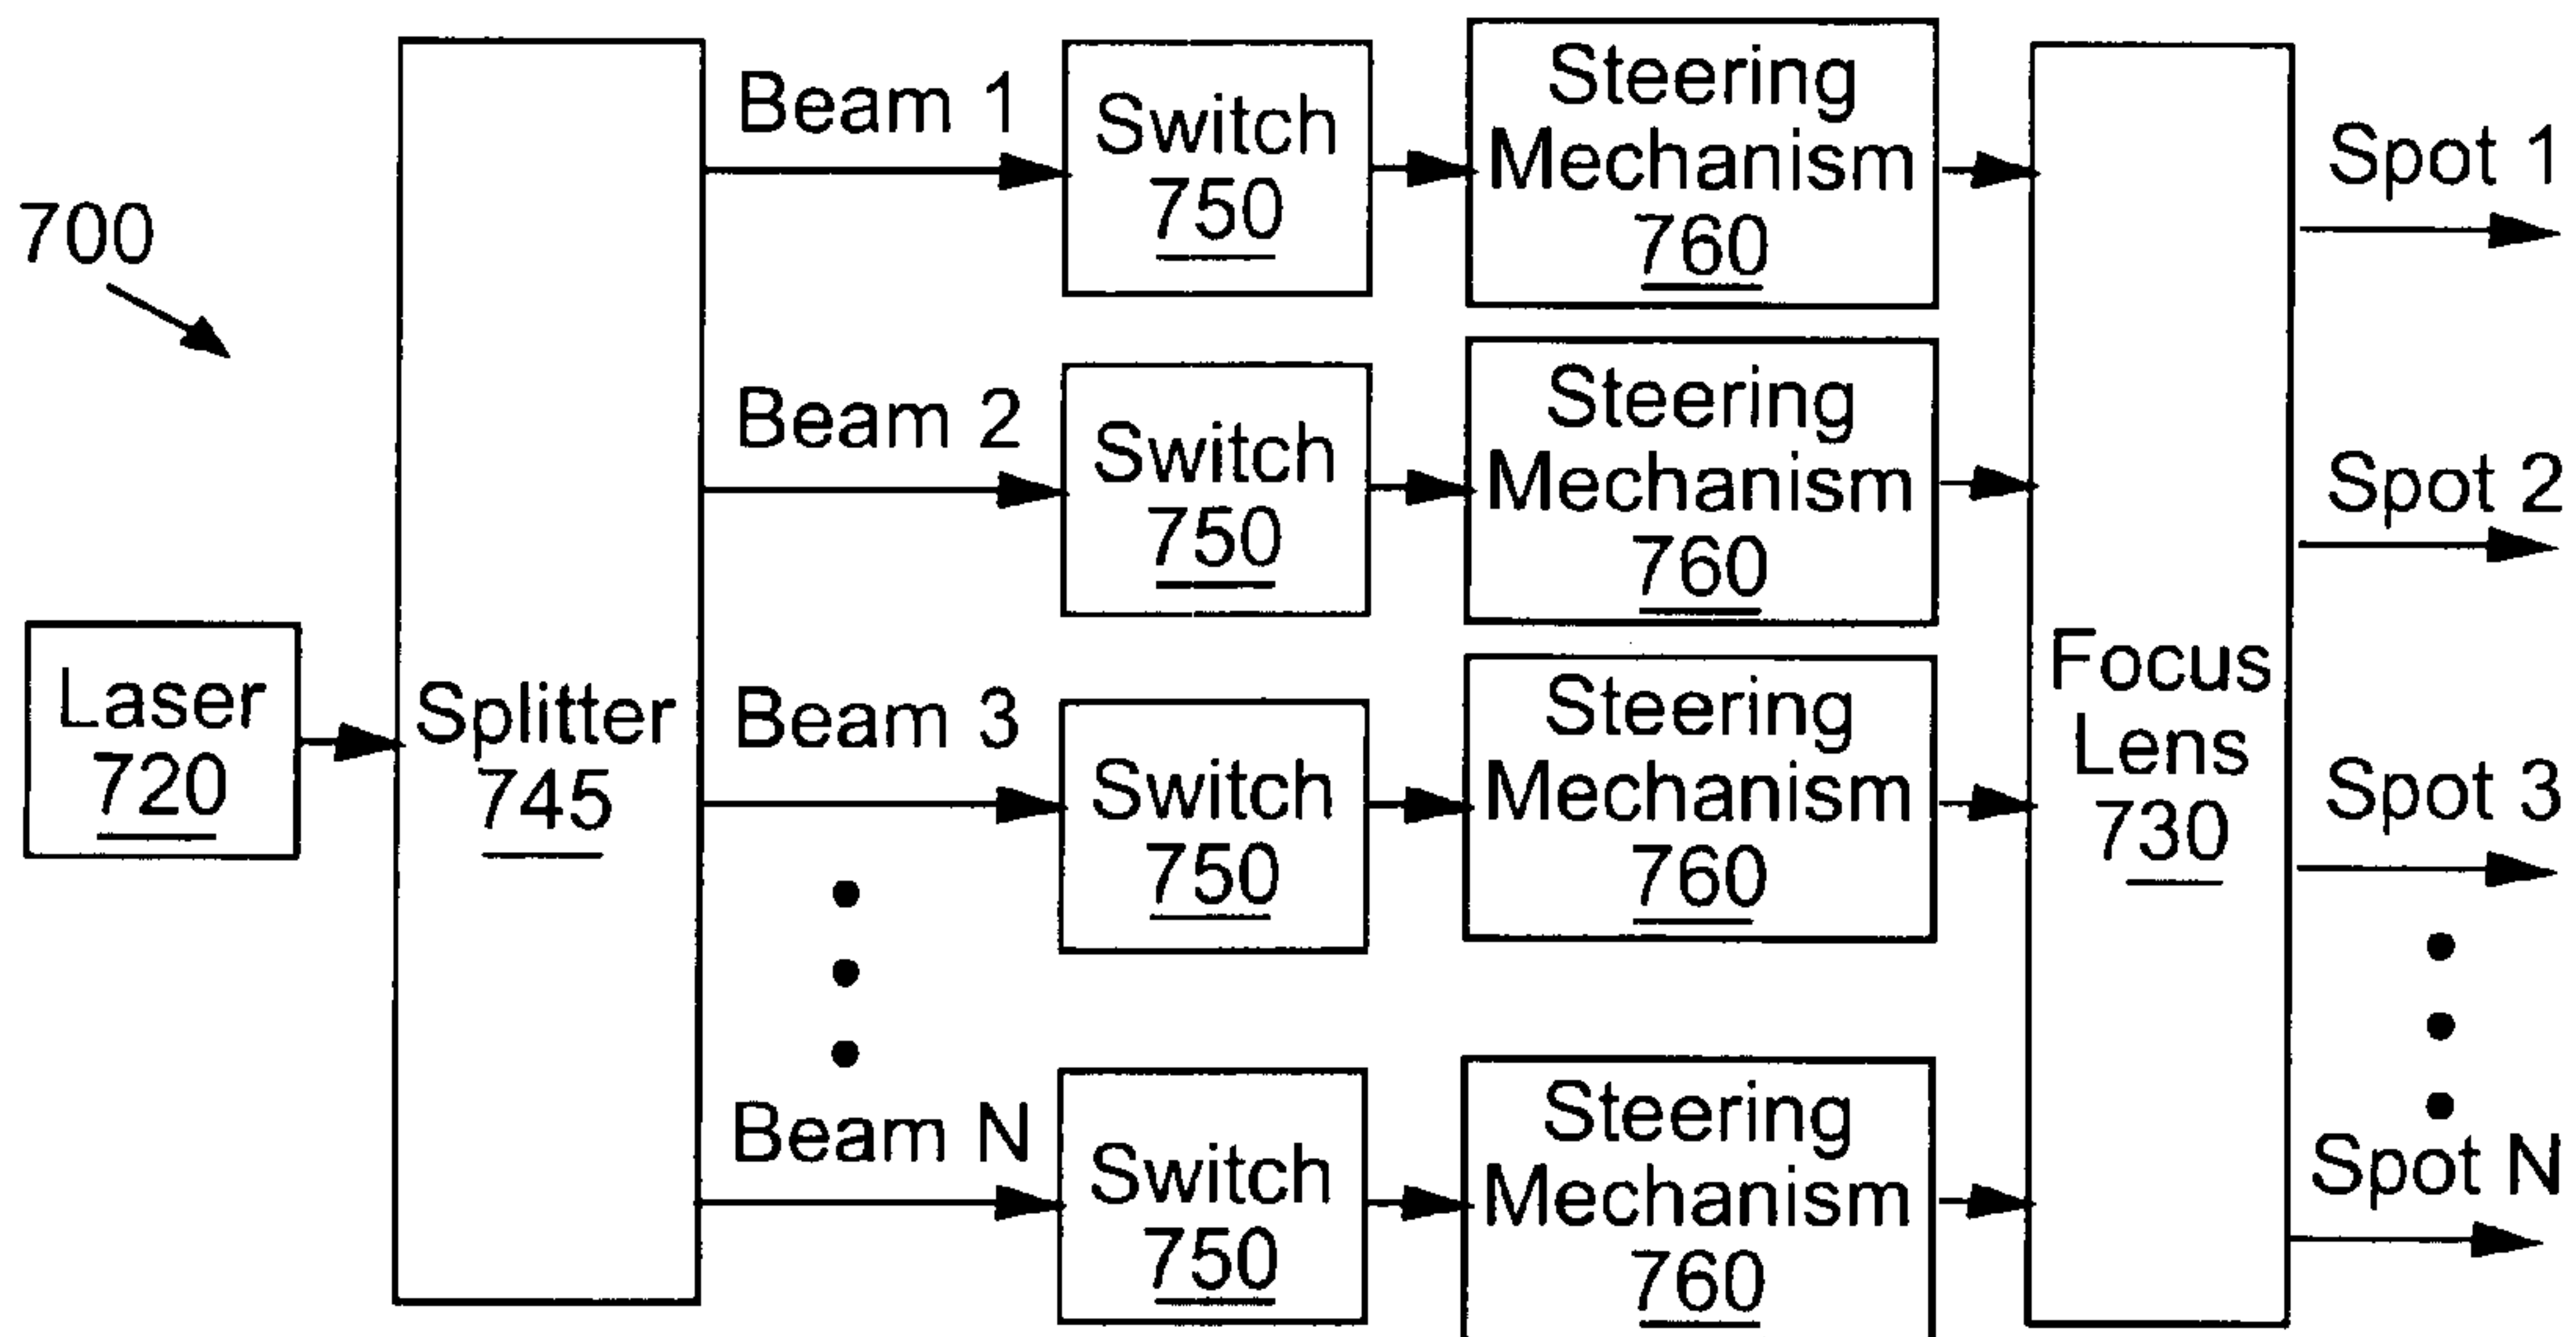 700
Laser
720
Splitter
745
Beam 1
Switch
750
Steering
Mechanism
760
Beam 2
Switch
750
Steering
Mechanism
760
Beam 3
Switch
750
Steering
Mechanism
760
Beam N
Switch
750
Steering
Mechanism
760
Focus
Lens
730
Spot 1
Spot 2
Spot 3
Spot N